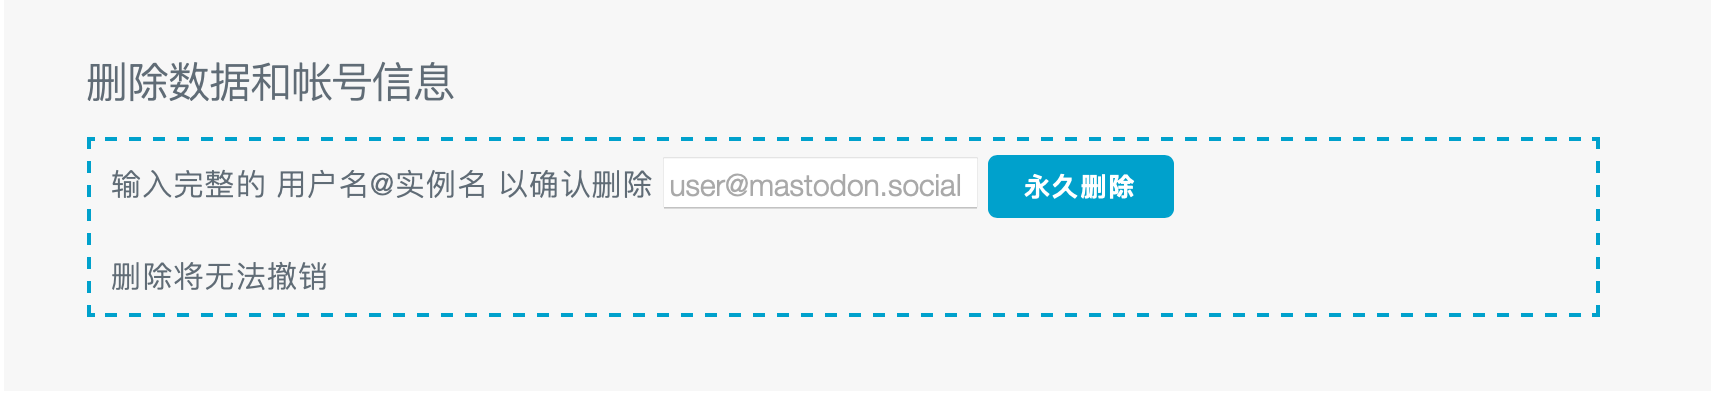 删除数据和帐号信息
输入完整的 用户名@实例名 以确认删除 user@mastodon.social 永久删除
删除将无法撤销